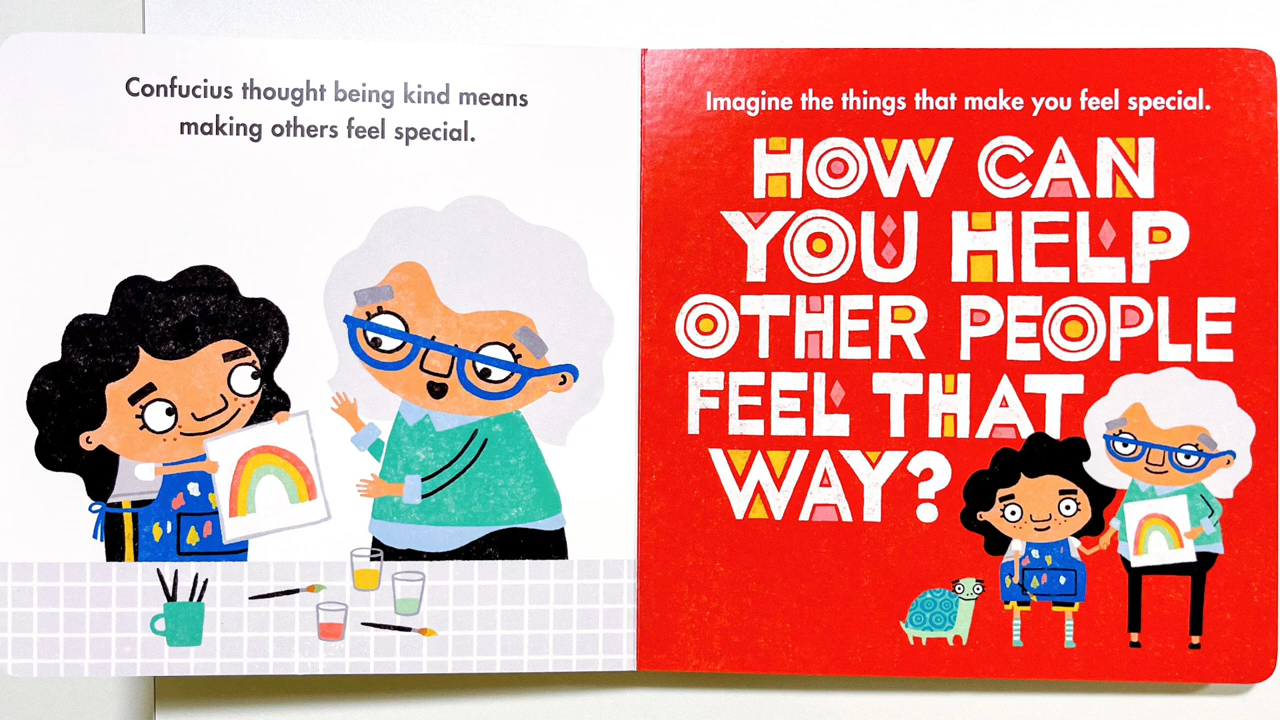 Confucius thought being kind means
making others feel special.
Imagine the things that make you feel special.
HOW CAN
YOU HELP
OTHER PEOPLE
FEEL THAT
WAY?